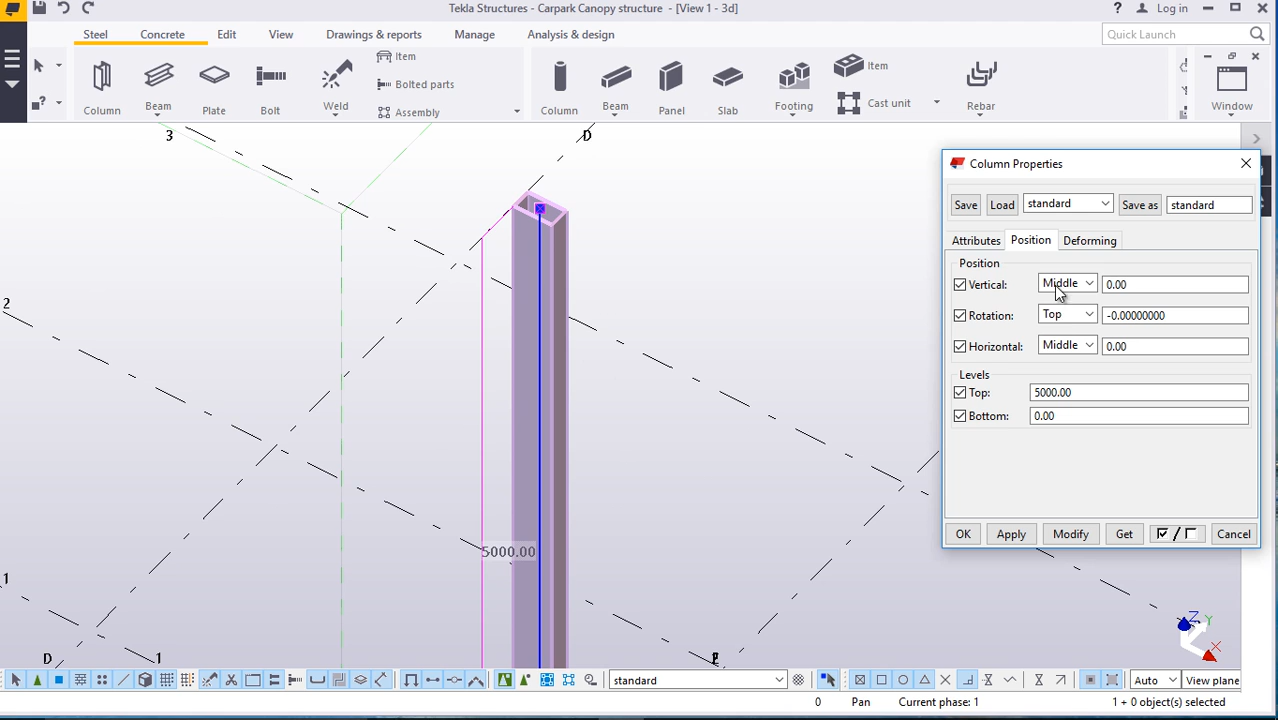 Tekla Structures - Carpark Canopy structure - [View 1 - 3d]
? Log in
Steel Concrete Edit View Drawings & reports Manage Analysis & design
Quick Launch
Item
Bolted parts
Assembly
Column Beam Plate Bolt Weld
Column Beam Panel Slab Footing
Item
Cast unit
Rebar
Window
3
D
2
1
D
1
5000.00
Column Properties
Save Load standard Save as standard
Attributes Position Deforming
Position
Vertical: Middle 0.00
Rotation: Top -0.00000000
Horizontal: Middle 0.00
Levels
Top: 5000.00
Bottom: 0.00
OK Apply Modify Get / Cancel
Z Y
X
standard
Auto View plane
0 Pan Current phase: 1 1 + 0 object(s) selected